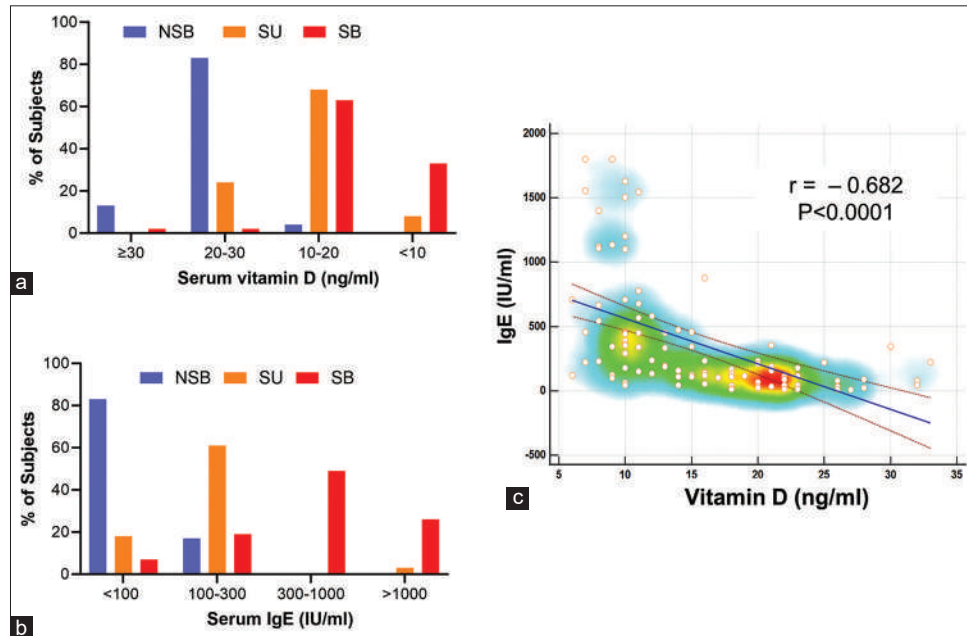 100
80
60
40
20
0
% of Subjects
NSB SU SB
≥30 20-30 10-20 <10
Serum vitamin D (ng/ml)
a
100
80
60
40
20
0
% of Subjects
NSB SU SB
<100 100-300 300-1000 >1000
Serum IgE (IU/ml)
b
2000
1500
1000
500
0
-500
IgE (IU/ml)
r = – 0.682
P<0.0001
5 10 15 20 25 30 35
Vitamin D (ng/ml)
c